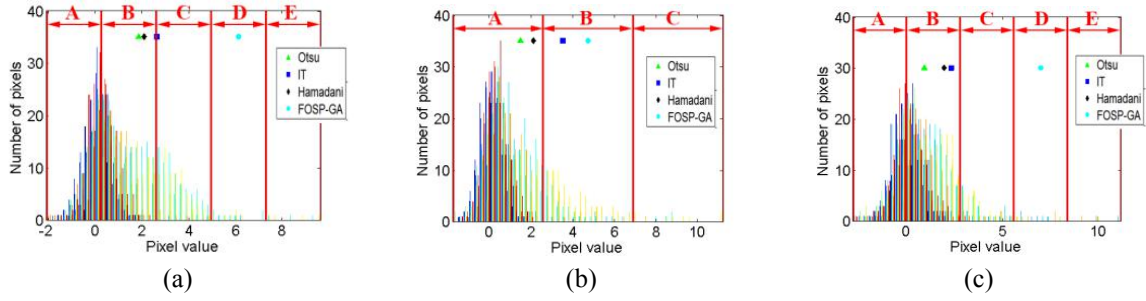 A B C D E
40
30
20
10
0
Number of pixels
Otsu
IT
Hamadani
FOSP-GA
-2 0 2 4 6 8
Pixel value
(a)
A B C
40
30
20
10
0
Number of pixels
Otsu
IT
Hamadani
FOSP-GA
0 2 4 6 8 10
Pixel value
(b)
A B C D E
40
30
20
10
0
Number of pixels
Otsu
IT
Hamadani
FOSP-GA
0 5 10
Pixel value
(c)